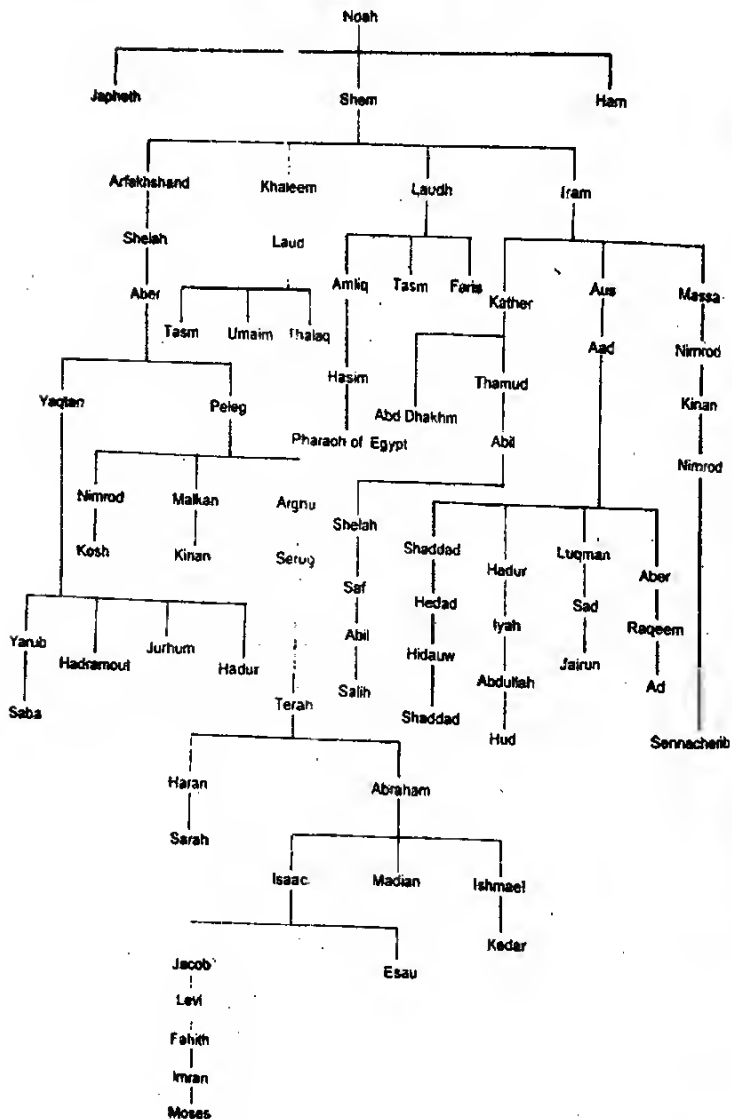 Noah
Japheth Shem Ham
Arfakhshand Khaleem Laudh Iram
Shelah Laud
Aber Amliq Tasm Faris Kather Aus Massa
Tasm Umaim Thalaq Aad Nimrod
Hasim Thamud
Yaqtan Peleg Abd Dhakhm Kinan
Pharaoh of Egypt Abil
Nimrod Malkan Arghu Nimrod
Shelah Shaddad Hadur Luqman Aber
Kosh Kinan Serug
Saf Hedad Iyah Sad Raqeem
Yarub Hadramout Jurhum Hadur Abil Hidauw Jairun
Saba Terah Salih Shaddad Abdullah Ad
Hud Sennacherib
Haran Abraham
Sarah
Isaac Madian Ishmael
Kedar
Jacob Esau
Levi
Fahith
Imran
Moses